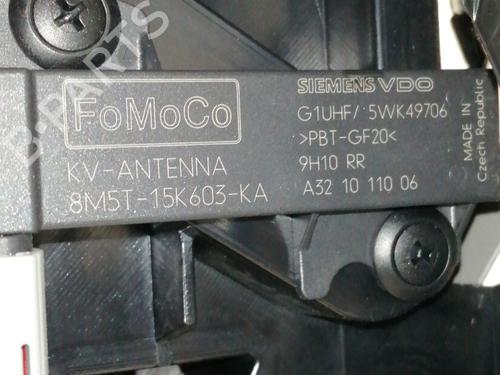 FoMoCo
KV-ANTENNA
8M5T-15K603-KA
SIEMENS VDO
G1UHF/ 5WK49706
>PBT-GF20<
9H10 RR
A32 10 110 06
MADE IN
Czech Republic
B-PARTS